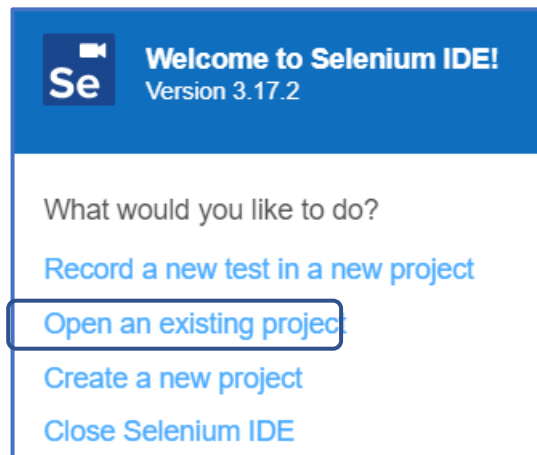 Se
Welcome to Selenium IDE!
Version 3.17.2
What would you like to do?
Record a new test in a new project
Open an existing project
Create a new project
Close Selenium IDE